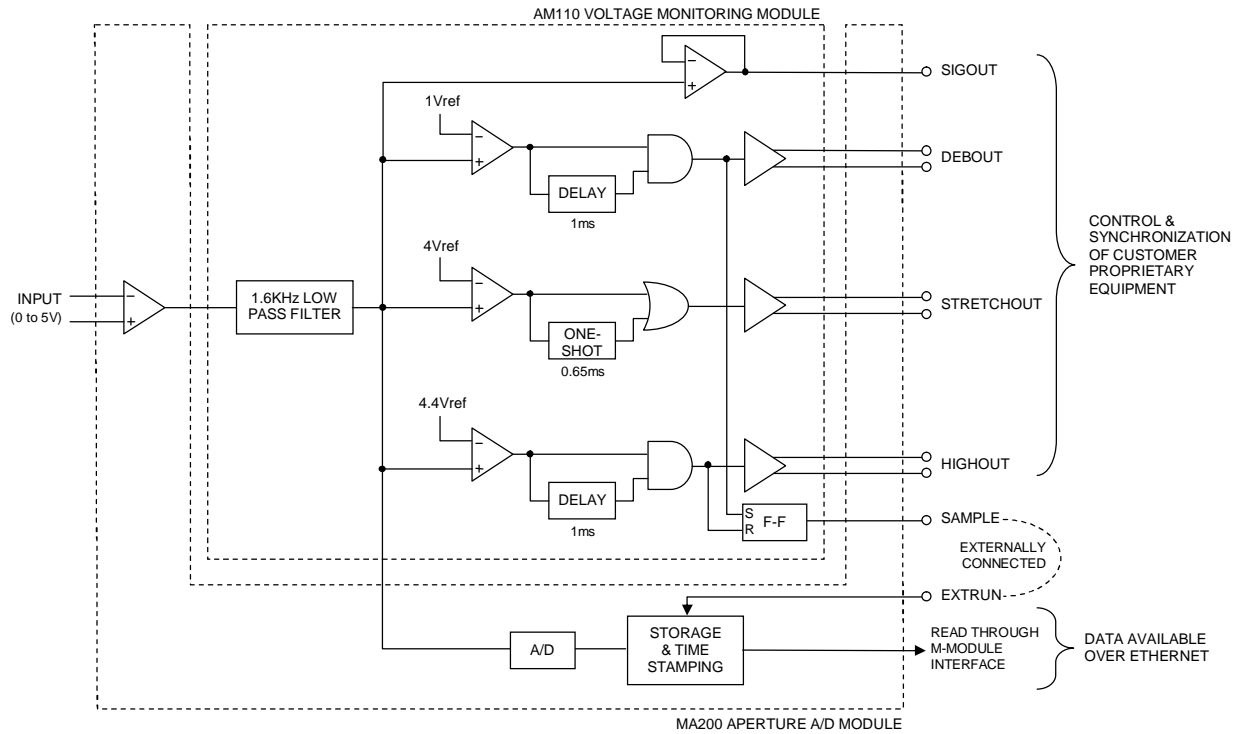 AM110 VOLTAGE MONITORING MODULE
SIGOUT
1Vref
−
+
DEBOUT
DELAY
1ms
CONTROL &
SYNCHRONIZATION
OF CUSTOMER
PROPRIETARY
EQUIPMENT
4Vref
−
+
INPUT
(0 to 5V)
−
+
1.6KHz LOW
PASS FILTER
STRETCHOUT
ONE-
SHOT
0.65ms
4.4Vref
−
+
HIGHOUT
DELAY
1ms
S
R
F-F
SAMPLE
EXTERNALLY
CONNECTED
EXTRUN
A/D
STORAGE
& TIME
STAMPING
READ THROUGH
M-MODULE
INTERFACE
DATA AVAILABLE
OVER ETHERNET
MA200 APERTURE A/D MODULE
−
+